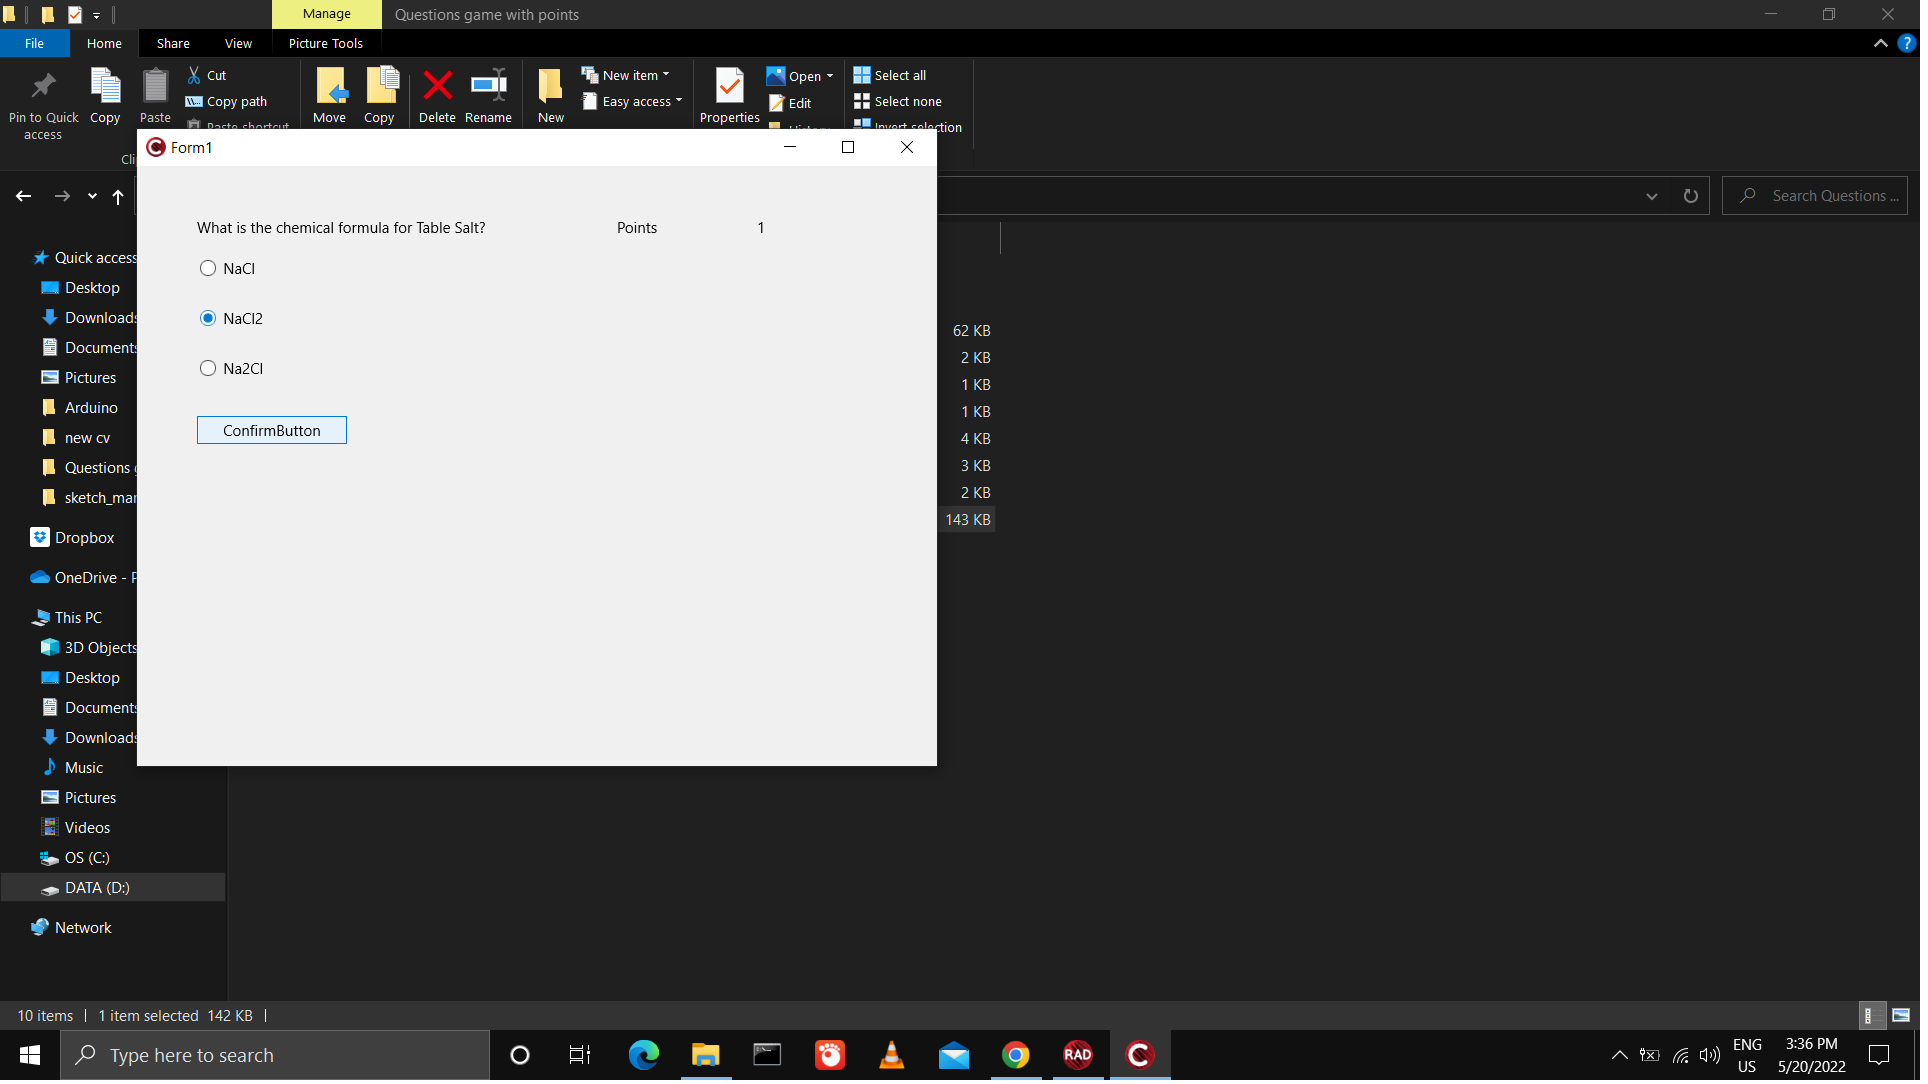 Manage
Questions game with points
File
Home
Share
View
Picture Tools
Pin to Quick access
Copy
Paste
Cut
Copy path
Paste shortcut
Move
Copy
Delete
Rename
New
New item
Easy access
Properties
Open
Edit
History
Select all
Select none
Invert selection
Form1
Search Questions ...
What is the chemical formula for Table Salt?
Points
1
NaCl
NaCl2
Na2Cl
ConfirmButton
Quick access
Desktop
Downloads
Documents
Pictures
Arduino
new cv
Questions
Dropbox
OneDrive -
This PC
3D Objects
Desktop
Documents
Downloads
Music
Pictures
Videos
OS (C:)
DATA (D:)
Network
62 KB
2 KB
1 KB
1 KB
4 KB
3 KB
2 KB
143 KB
10 items
1 item selected 142 KB
Type here to search
RAD
ENG
US
3:36 PM
5/20/2022